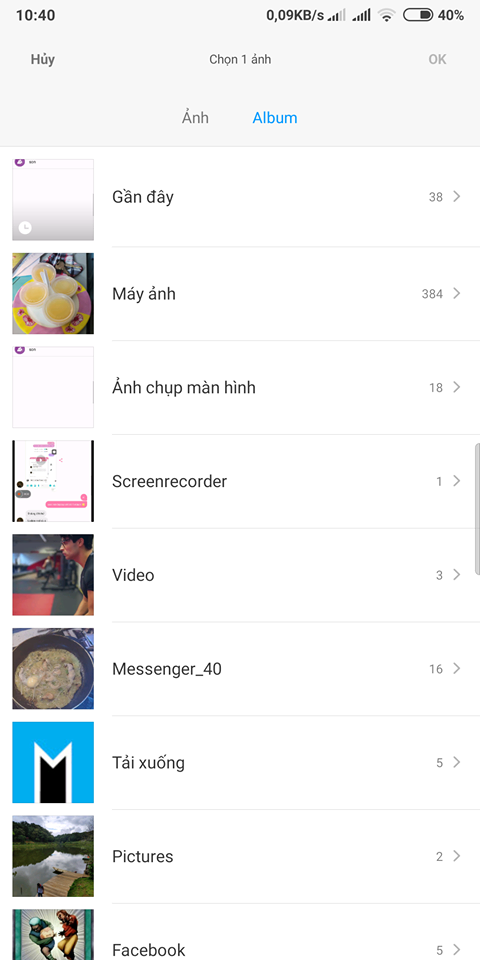 10:40 0,09KB/s 40%
Hủy Chọn 1 ảnh OK
Ảnh Album
Gần đây 38
Máy ảnh 384
Ảnh chụp màn hình 18
Screenrecorder 1
Video 3
Messenger_40 16
Tải xuống 5
Pictures 2
Facebook 5